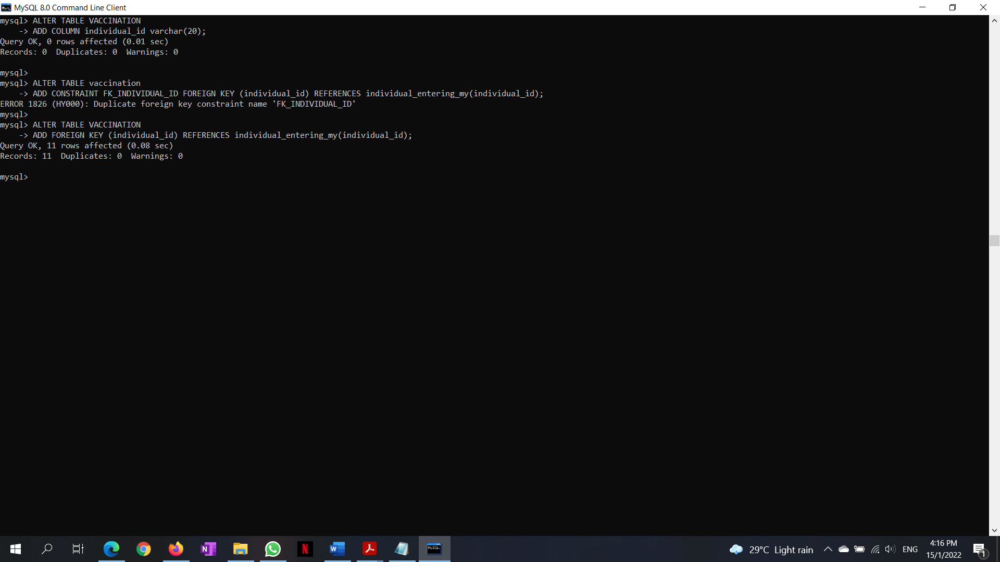 MySQL 8.0 Command Line Client
mysql> ALTER TABLE VACCINATION
    -> ADD COLUMN individual_id varchar(20);
Query OK, 0 rows affected (0.01 sec)
Records: 0  Duplicates: 0  Warnings: 0
mysql>
mysql> ALTER TABLE vaccination
    -> ADD CONSTRAINT FK_INDIVIDUAL_ID FOREIGN KEY (individual_id) REFERENCES individual_entering_my(individual_id);
ERROR 1826 (HY000): Duplicate foreign key constraint name 'FK_INDIVIDUAL_ID'
mysql>
mysql> ALTER TABLE VACCINATION
    -> ADD FOREIGN KEY (individual_id) REFERENCES individual_entering_my(individual_id);
Query OK, 11 rows affected (0.08 sec)
Records: 11  Duplicates: 0  Warnings: 0
mysql>
N
N
W
MySQL
29°C Light rain
ENG
4:16 PM
15/1/2022
1